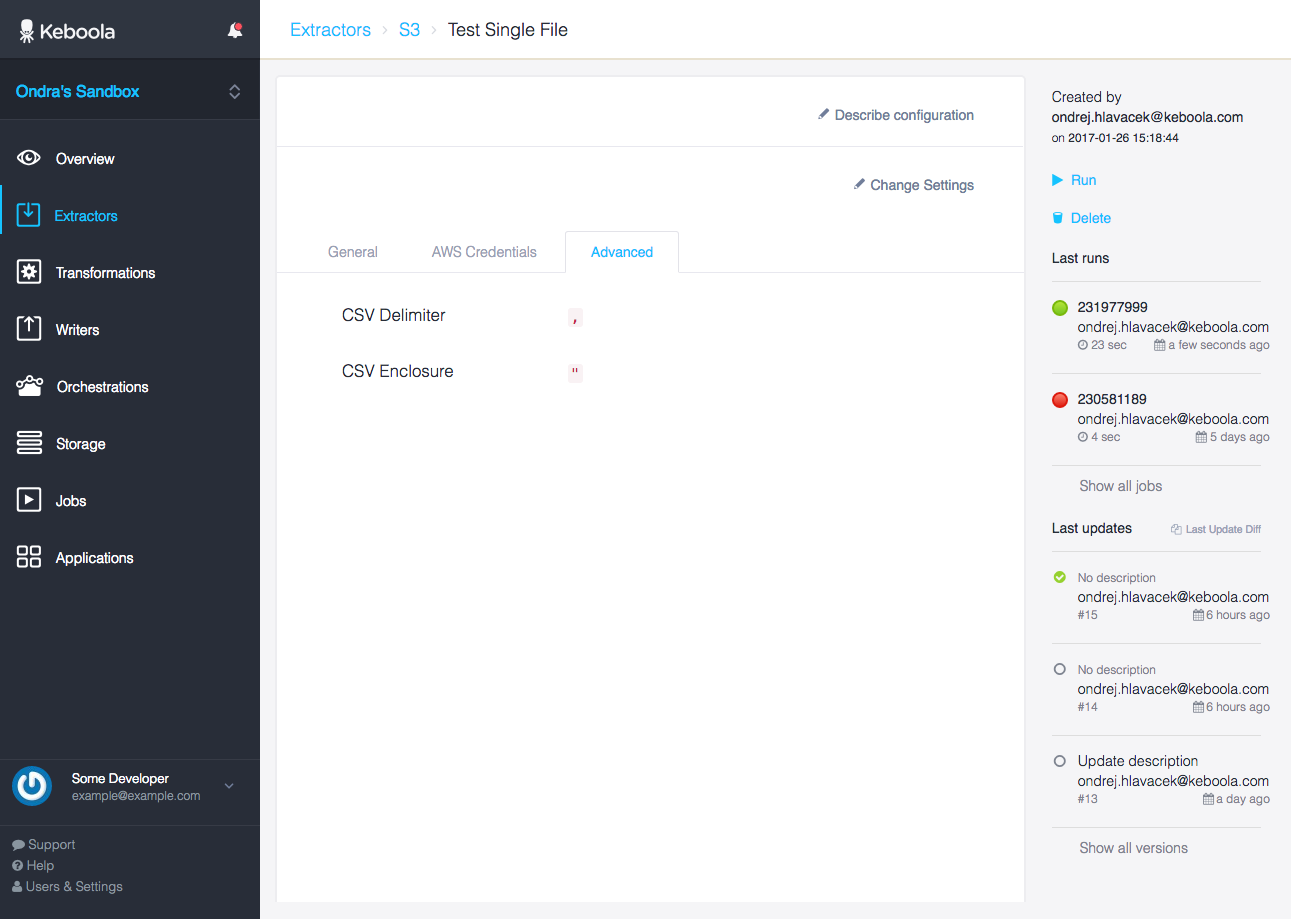 Keboola
Ondra's Sandbox
Overview
Extractors
Transformations
Writers
Orchestrations
Storage
Jobs
Applications
Some Developer
example@example.com
Support
Help
Users & Settings
Extractors › S3 › Test Single File
Describe configuration
Change Settings
General AWS Credentials Advanced
CSV Delimiter ,
CSV Enclosure "
Created by
ondrej.hlavacek@keboola.com
on 2017-01-26 15:18:44
Run
Delete
Last runs
231977999
ondrej.hlavacek@keboola.com
23 sec a few seconds ago
230581189
ondrej.hlavacek@keboola.com
4 sec 5 days ago
Show all jobs
Last updates Last Update Diff
No description
ondrej.hlavacek@keboola.com
#15 6 hours ago
No description
ondrej.hlavacek@keboola.com
#14 6 hours ago
Update description
ondrej.hlavacek@keboola.com
#13 a day ago
Show all versions